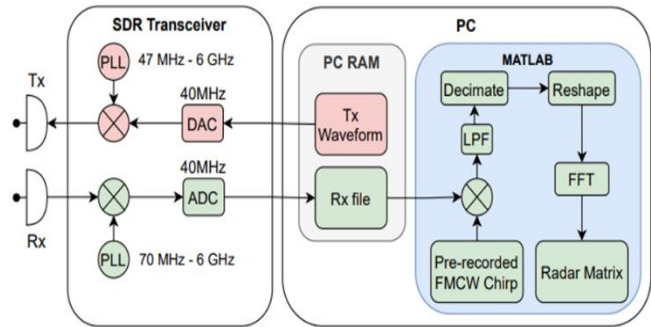 SDR Transceiver
PC
PLL
47 MHz - 6 GHz
PC RAM
MATLAB
Tx
40MHz
DAC
Tx
Waveform
Decimate
Reshape
LPF
40MHz
ADC
Rx file
FFT
Rx
PLL
70 MHz - 6 GHz
Pre-recorded
FMCW Chirp
Radar Matrix